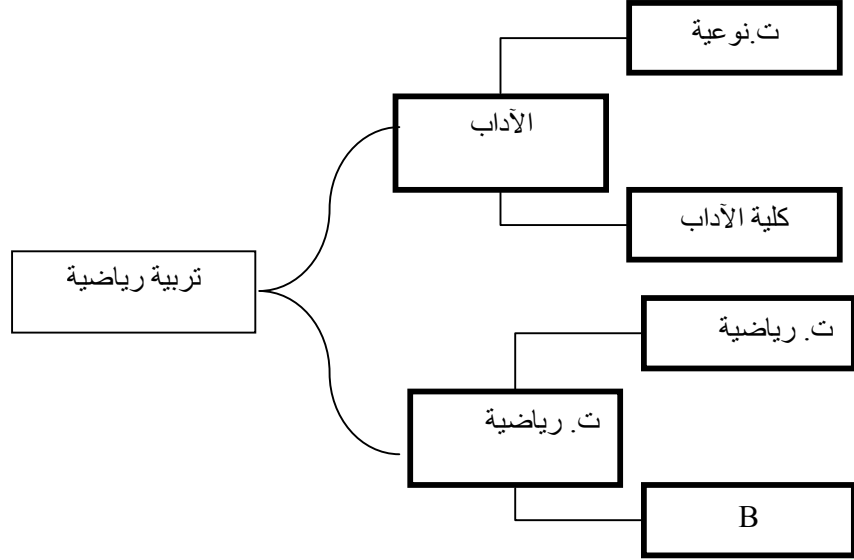 ت.نوعية
الآداب
كلية الآداب
تربية رياضية
ت. رياضية
ت. رياضية
B